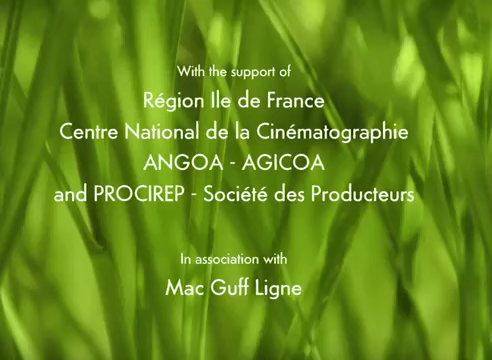 With the support of
Région Ile de France
Centre National de la Cinématographie
ANGOA - AGICOA
and PROCIREP - Société des Producteurs
In association with
Mac Guff Ligne